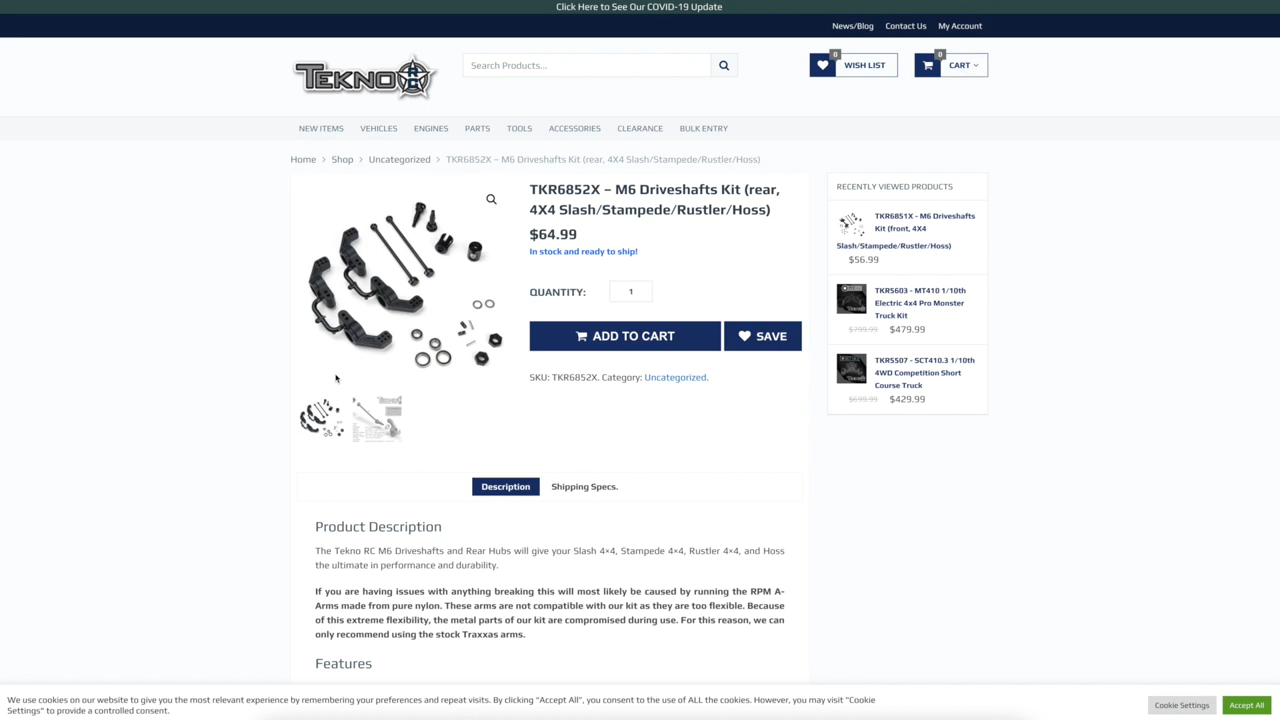 Click Here to See Our COVID-19 Update
News/Blog Contact Us My Account
TEKNO RC
Search Products...
0 WISH LIST
0 CART
NEW ITEMS VEHICLES ENGINES PARTS TOOLS ACCESSORIES CLEARANCE BULK ENTRY
Home > Shop > Uncategorized > TKR6852X – M6 Driveshafts Kit (rear, 4X4 Slash/Stampede/Rustler/Hoss)
TKR6852X – M6 Driveshafts Kit (rear,
4X4 Slash/Stampede/Rustler/Hoss)
$64.99
In stock and ready to ship!
QUANTITY: 1
ADD TO CART SAVE
SKU: TKR6852X. Category: Uncategorized.
RECENTLY VIEWED PRODUCTS
TKR6851X - M6 Driveshafts
Kit (front, 4X4
Slash/Stampede/Rustler/Hoss)
$56.99
TKR5603 - MT410 1/10th
Electric 4x4 Pro Monster
Truck Kit
$799.99 $479.99
TKR5507 - SCT410.3 1/10th
4WD Competition Short
Course Truck
$699.99 $429.99
Description Shipping Specs.
Product Description
The Tekno RC M6 Driveshafts and Rear Hubs will give your Slash 4×4, Stampede 4×4, Rustler 4×4, and Hoss
the ultimate in performance and durability.
If you are having issues with anything breaking this will most likely be caused by running the RPM A-
Arms made from pure nylon. These arms are not compatible with our kit as they are too flexible. Because
of this extreme flexibility, the metal parts of our kit are compromised during use. For this reason, we can
only recommend using the stock Traxxas arms.
Features
We use cookies on our website to give you the most relevant experience by remembering your preferences and repeat visits. By clicking "Accept All", you consent to the use of ALL the cookies. However, you may visit "Cookie
Settings" to provide a controlled consent.
Cookie Settings Accept All